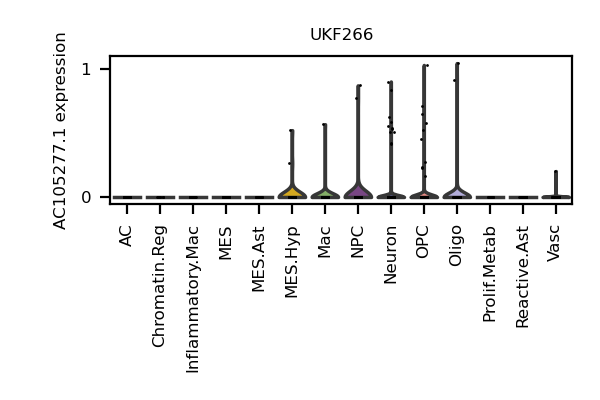 UKF266
AC105277.1 expression
1
0
AC
Chromatin.Reg
Inflammatory.Mac
MES
MES.Ast
MES.Hyp
Mac
NPC
Neuron
OPC
Oligo
Prolif.Metab
Reactive.Ast
Vasc